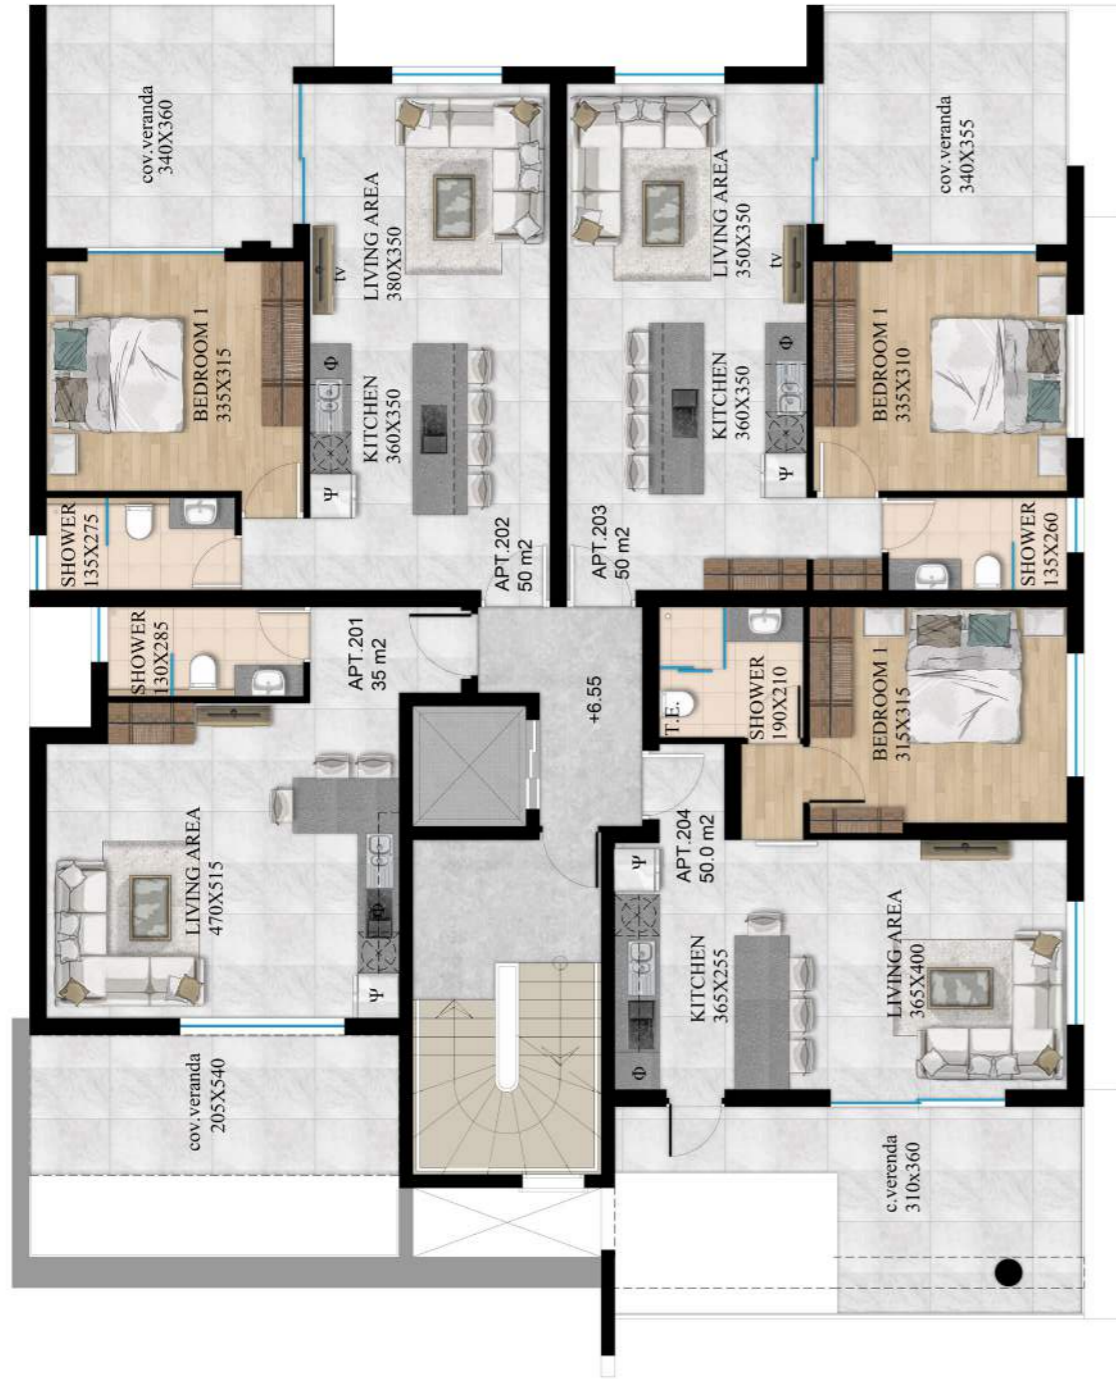 cov.veranda
340X360
LIVING AREA
380X350
tv
BEDROOM 1
335X315
KITCHEN
360X350
Φ
Ψ
SHOWER
135X275
APT.202
50 m2
cov.veranda
340X355
LIVING AREA
350X350
tv
BEDROOM 1
335X310
KITCHEN
360X350
Φ
Ψ
SHOWER
135X260
APT.203
50 m2
SHOWER
130X285
APT.201
35 m2
+6.55
T.E.
SHOWER
190X210
BEDROOM 1
315X315
LIVING AREA
470X515
Φ
Ψ
APT.204
50.0 m2
Ψ
KITCHEN
365X255
Φ
LIVING AREA
365X400
cov.veranda
205X540
c.verenda
310x360